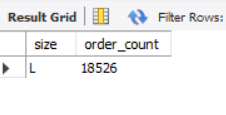 Result Grid Filter Rows:
size order_count
L 18526